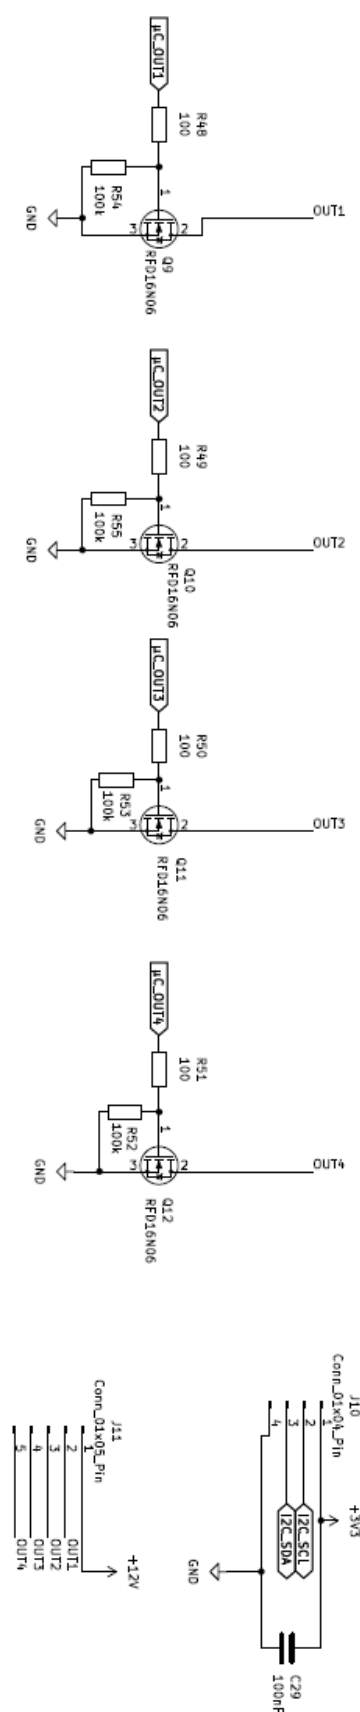 µC_OUT1
R48
100
R54
100k
GND
1
3
2
Q9
RFD16N06
OUT1
µC_OUT2
R49
100
R55
100k
GND
1
3
2
Q10
RFD16N06
OUT2
µC_OUT3
R50
100
R53
100k
GND
1
3
2
Q11
RFD16N06
OUT3
µC_OUT4
R51
100
R52
100k
GND
1
3
2
Q12
RFD16N06
OUT4
J10
Conn_01x04_Pin
1
2
3
4
+3V3
I2C_SCL
I2C_SDA
GND
C29
100nF
J11
Conn_01x05_Pin
1
2
3
4
5
+12V
OUT1
OUT2
OUT3
OUT4